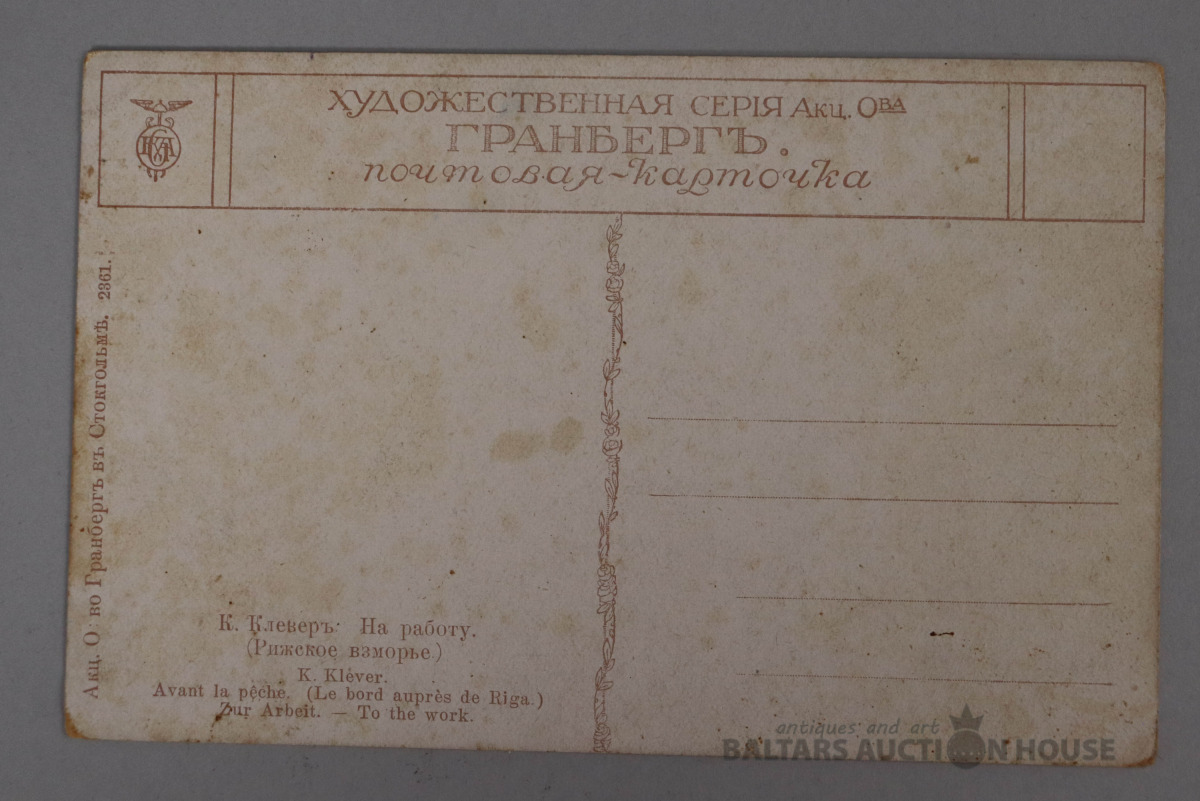 ХУДОЖЕСТВЕННАЯ СЕРІЯ Акц. Ова
ГРАНБЕРГЪ.
почтовая-карточка
Акц. О-во Гранбергъ въ Стокгольмѣ. 2361.
К. Клеверъ: На работу.
(Рижское взморье.)
K. Kléver.
Avant la pêche. (Le bord auprès de Riga.)
Zur Arbeit. — To the work.
antiques and art
BALTARS AUCTION HOUSE